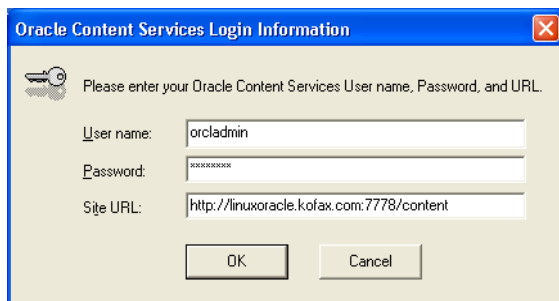 Oracle Content Services Login Information
Please enter your Oracle Content Services User name, Password, and URL.
User name: orcladmin
Password: ********
Site URL: http://linuxoracle.kofax.com:7778/content
OK Cancel